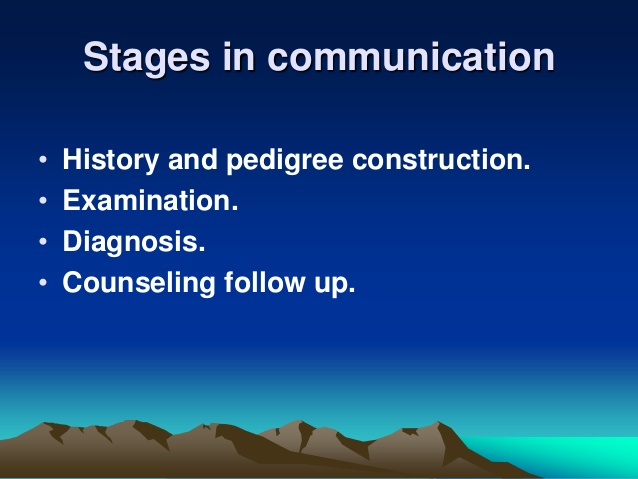 Stages in communication
• History and pedigree construction.
• Examination.
• Diagnosis.
• Counseling follow up.